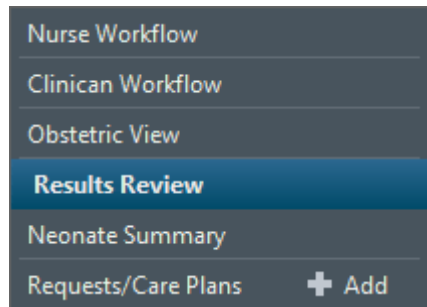 Nurse Workflow
Clinican Workflow
Obstetric View
Results Review
Neonate Summary
Requests/Care Plans + Add